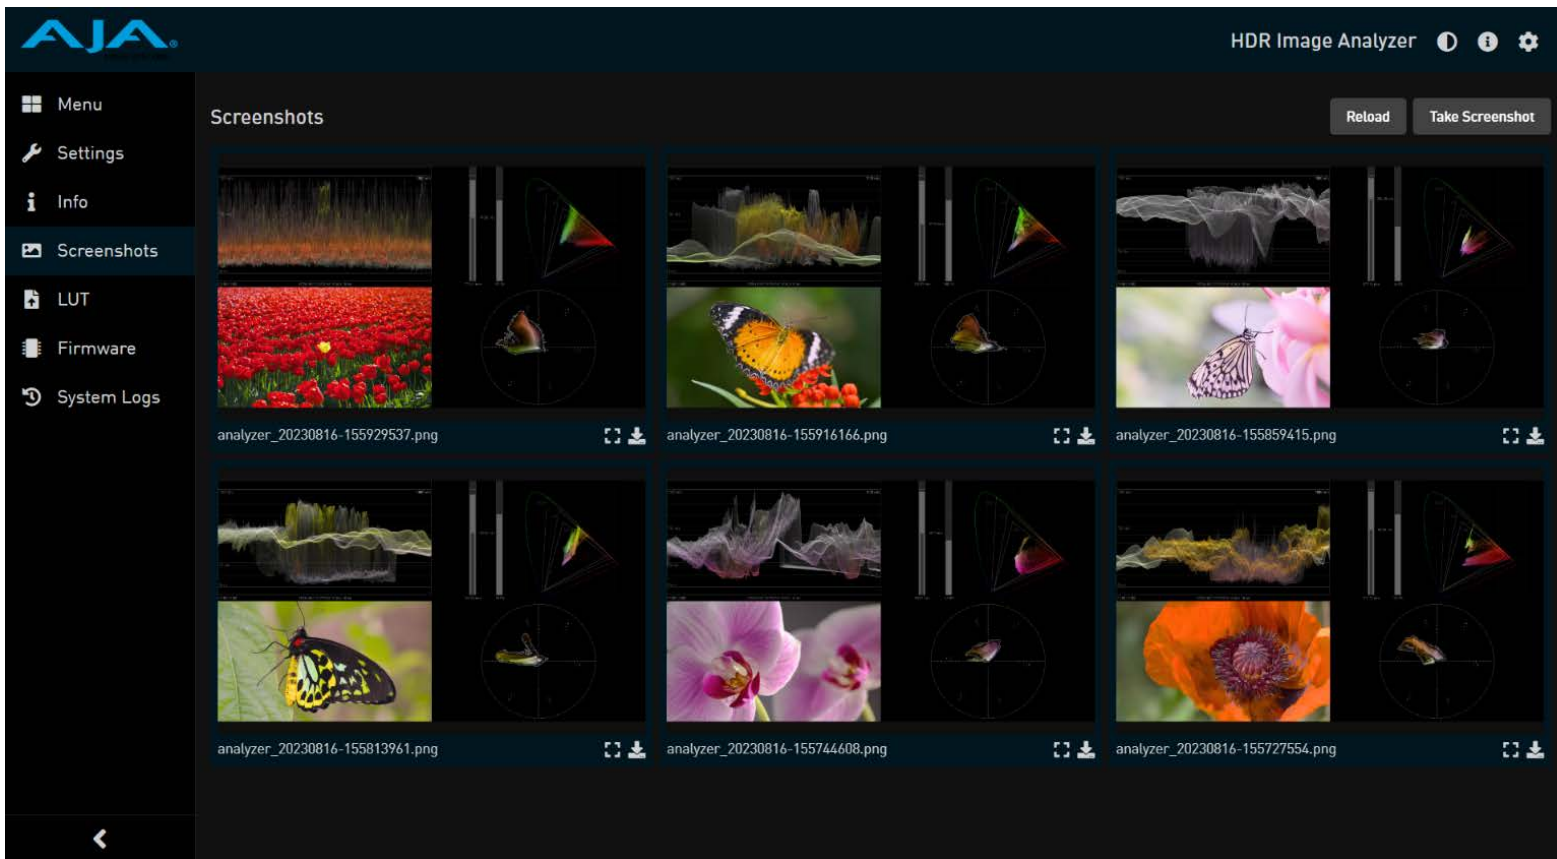 AJA®
HDR Image Analyzer
Menu
Settings
Info
Screenshots
LUT
Firmware
System Logs
Screenshots
Reload
Take Screenshot
analyzer_20230816-155929537.png
analyzer_20230816-155916166.png
analyzer_20230816-155859415.png
analyzer_20230816-155813961.png
analyzer_20230816-155744608.png
analyzer_20230816-155727554.png